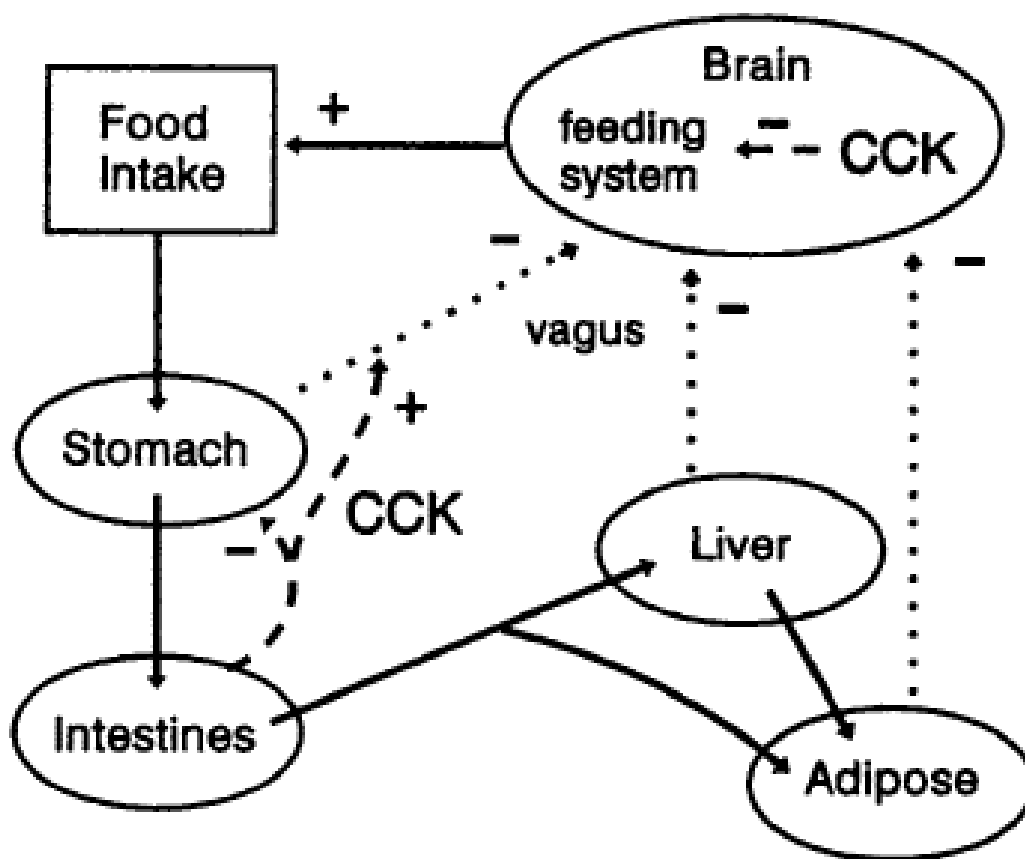 Brain
Food
Intake
+
feeding
system
-
CCK
-
vagus
-
-
+
Stomach
CCK
-
Liver
Intestines
Adipose